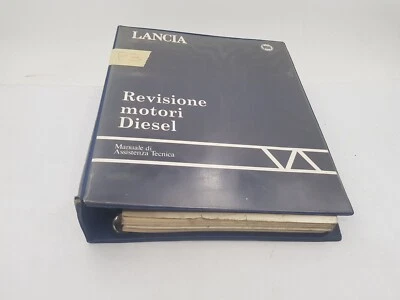 LANCIA
Revisione
motori
Diesel
Manuale di
Assistenza Tecnica